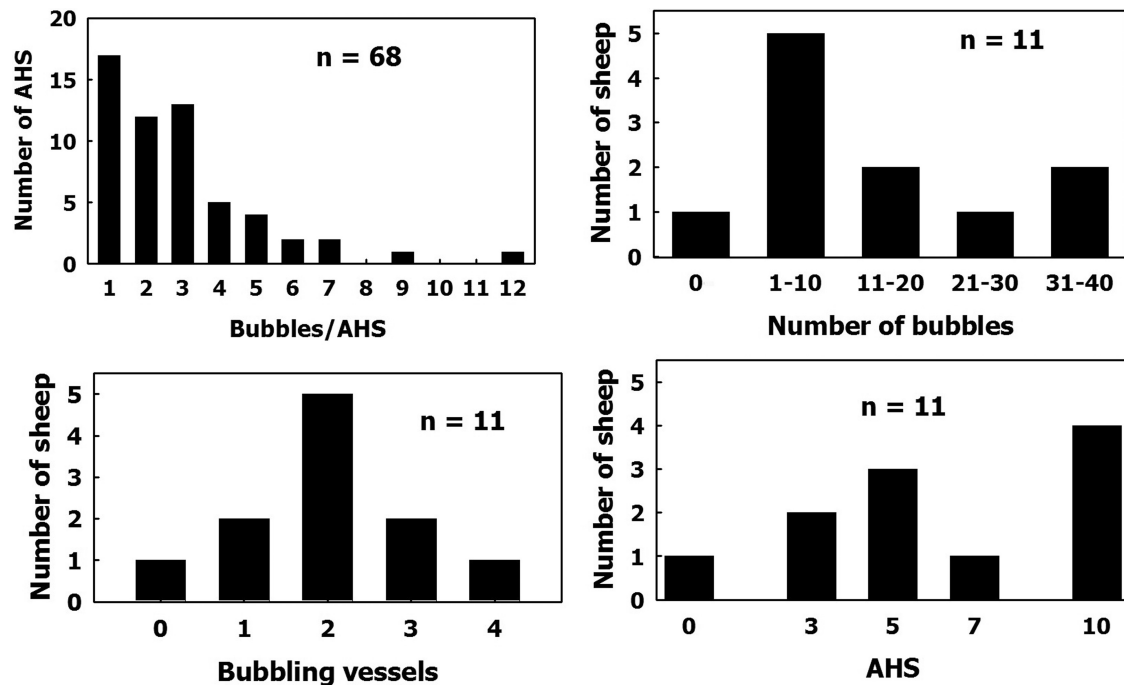 Number of AHS
20
15
10
5
0
n = 68
1 2 3 4 5 6 7 8 9 10 11 12
Bubbles/AHS
Number of sheep
5
4
3
2
1
0
n = 11
0 1-10 11-20 21-30 31-40
Number of bubbles
Number of sheep
5
4
3
2
1
0
n = 11
0 1 2 3 4
Bubbling vessels
Number of sheep
5
4
3
2
1
0
n = 11
0 3 5 7 10
AHS